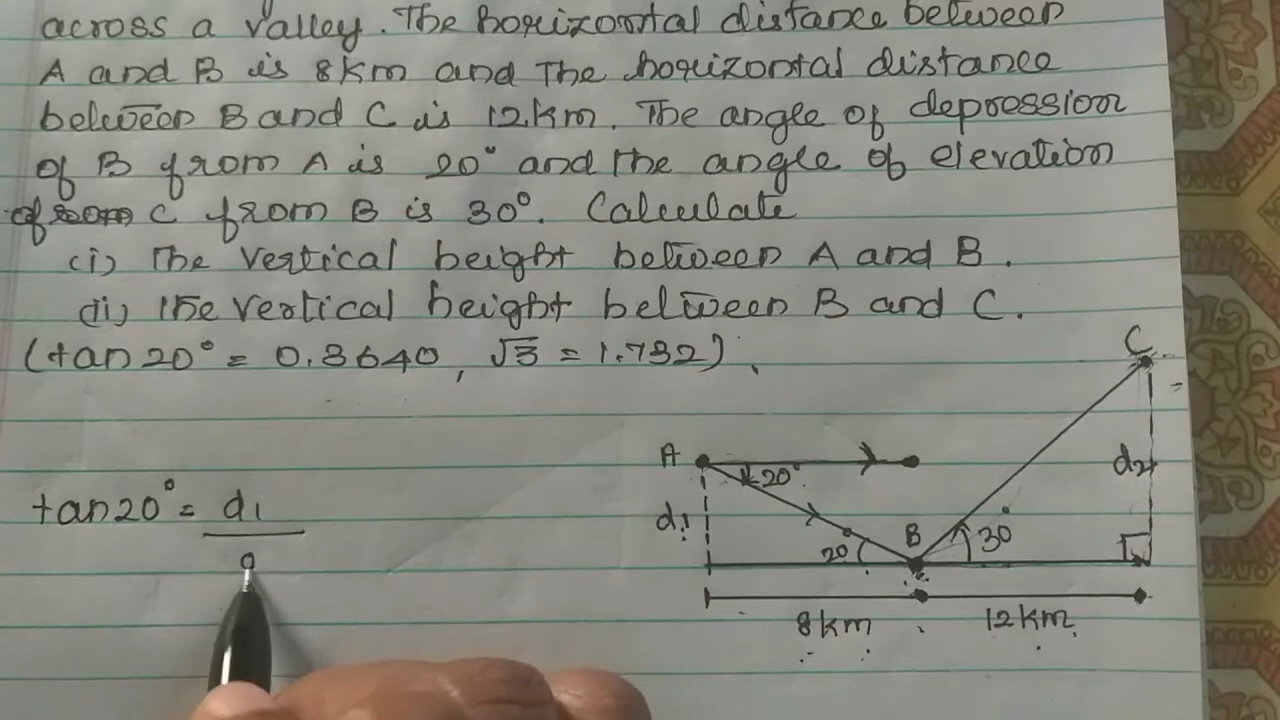 across a valley. The horizontal distance between
A and B is 8km and The horizontal distance
between B and C is 12km. The angle of depression
of B from A is 20° and the angle of elevation
of C from B is 30°. Calculate
(i) The vertical height between A and B.
(ii) The vertical height between B and C.
(tan20° = 0.3640, √3 = 1.732).
C
A
20°
d2
tan20° = d1
d1
B
20
30°
8km
12km